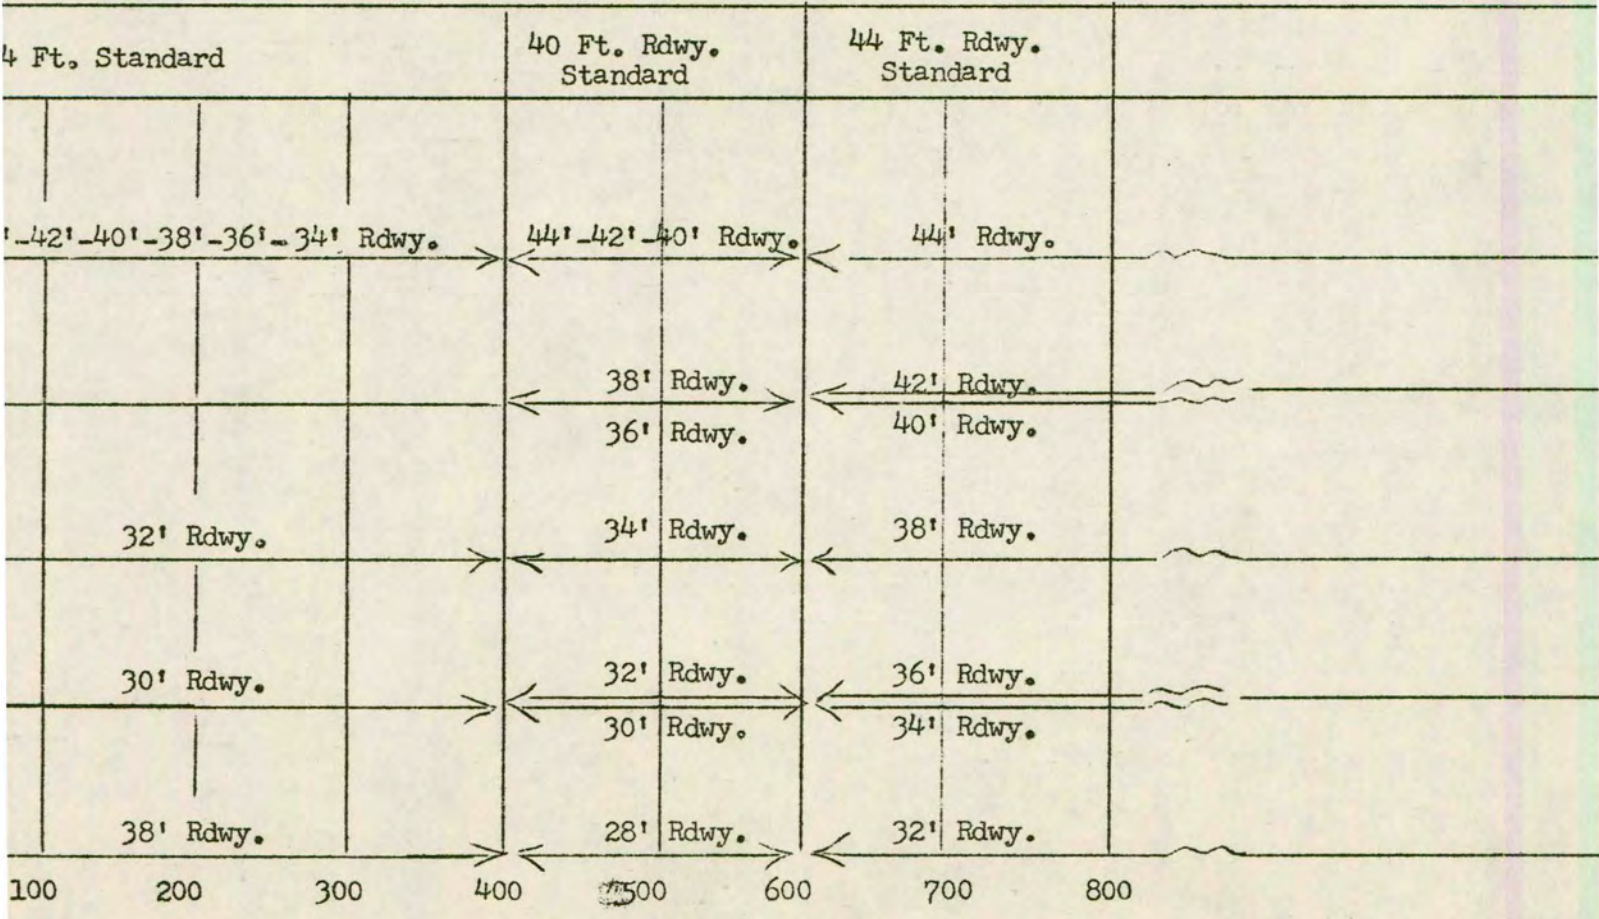 4 Ft. Standard
40 Ft. Rdwy.
Standard
44 Ft. Rdwy.
Standard
'-42'-40'-38'-36'-34' Rdwy.
44'-42'-40' Rdwy.
44' Rdwy.
38' Rdwy.
42' Rdwy.
36' Rdwy.
40' Rdwy.
32' Rdwy.
34' Rdwy.
38' Rdwy.
30' Rdwy.
32' Rdwy.
36' Rdwy.
30' Rdwy.
34' Rdwy.
38' Rdwy.
28' Rdwy.
32' Rdwy.
100 200 300 400 500 600 700 800